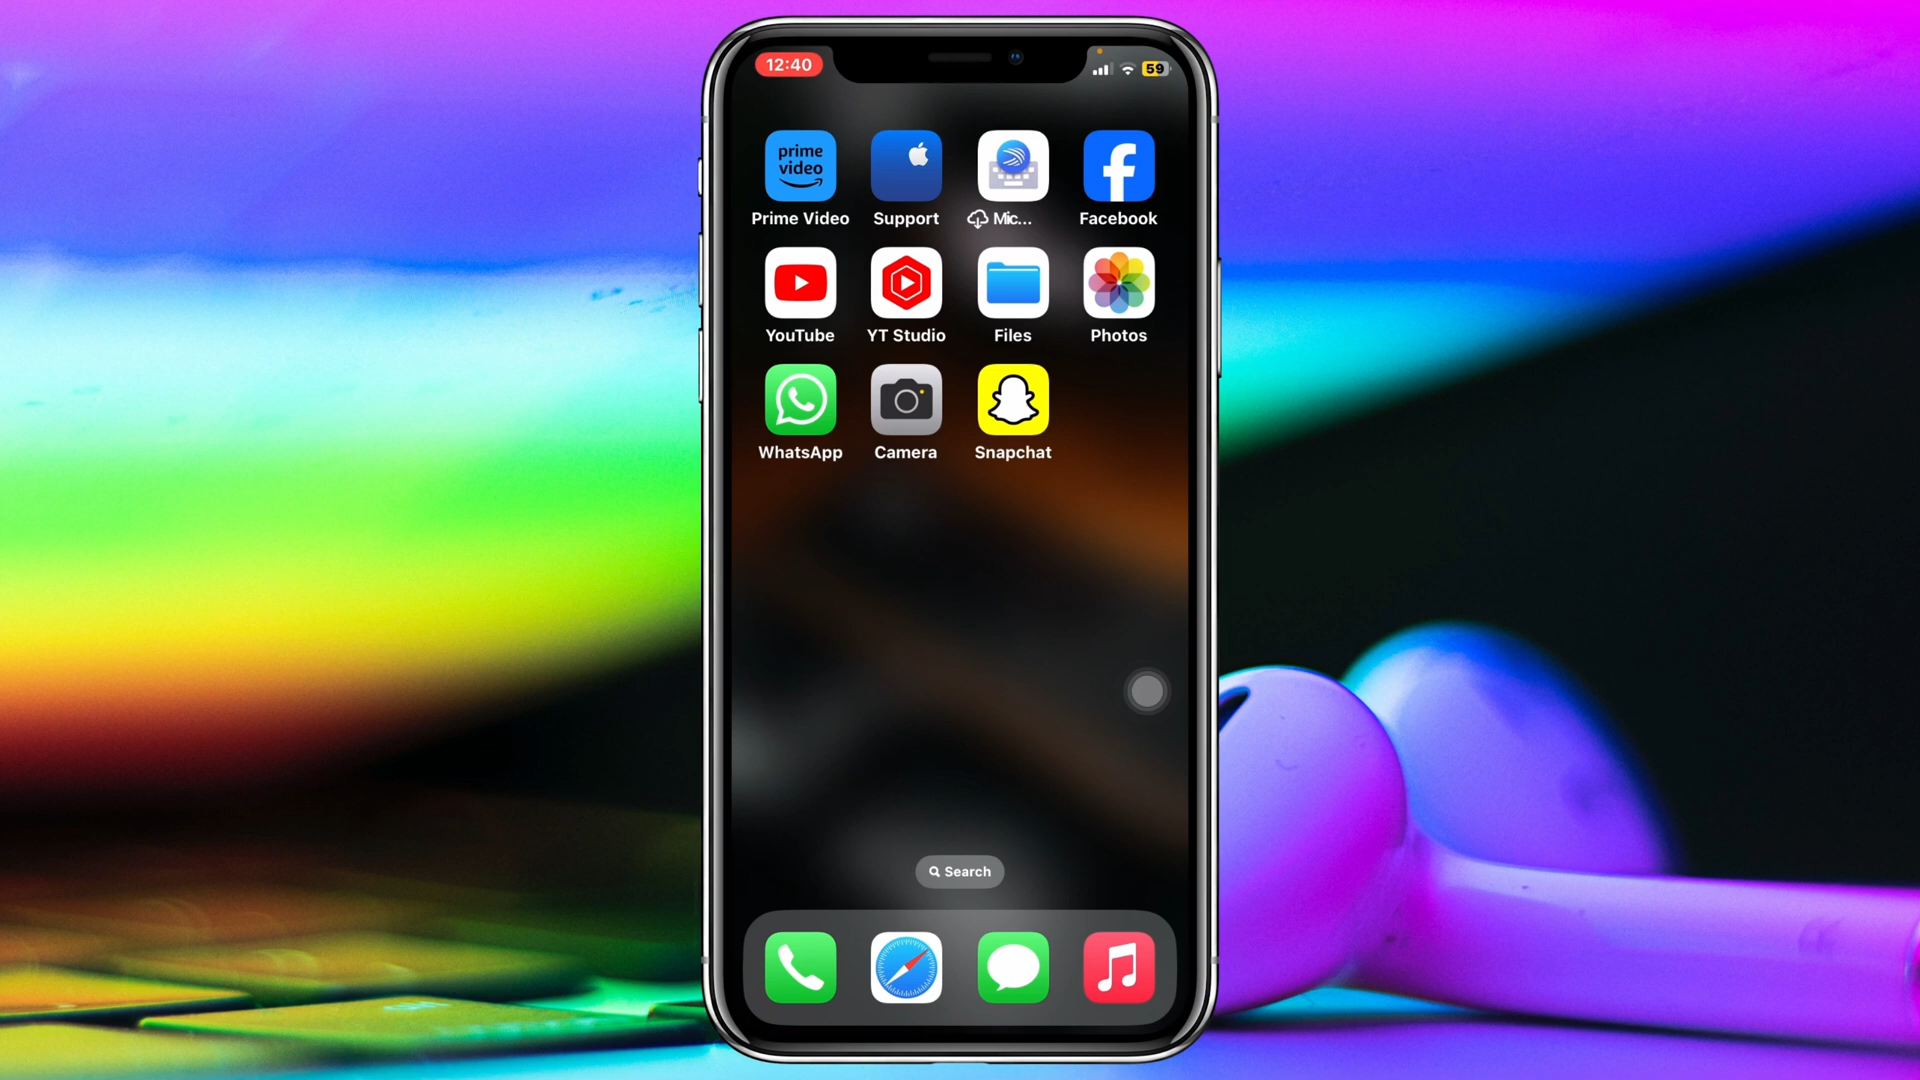 12:40
59
prime
video
Prime Video
Support
Mic...
Facebook
YouTube
YT Studio
Files
Photos
WhatsApp
Camera
Snapchat
Search